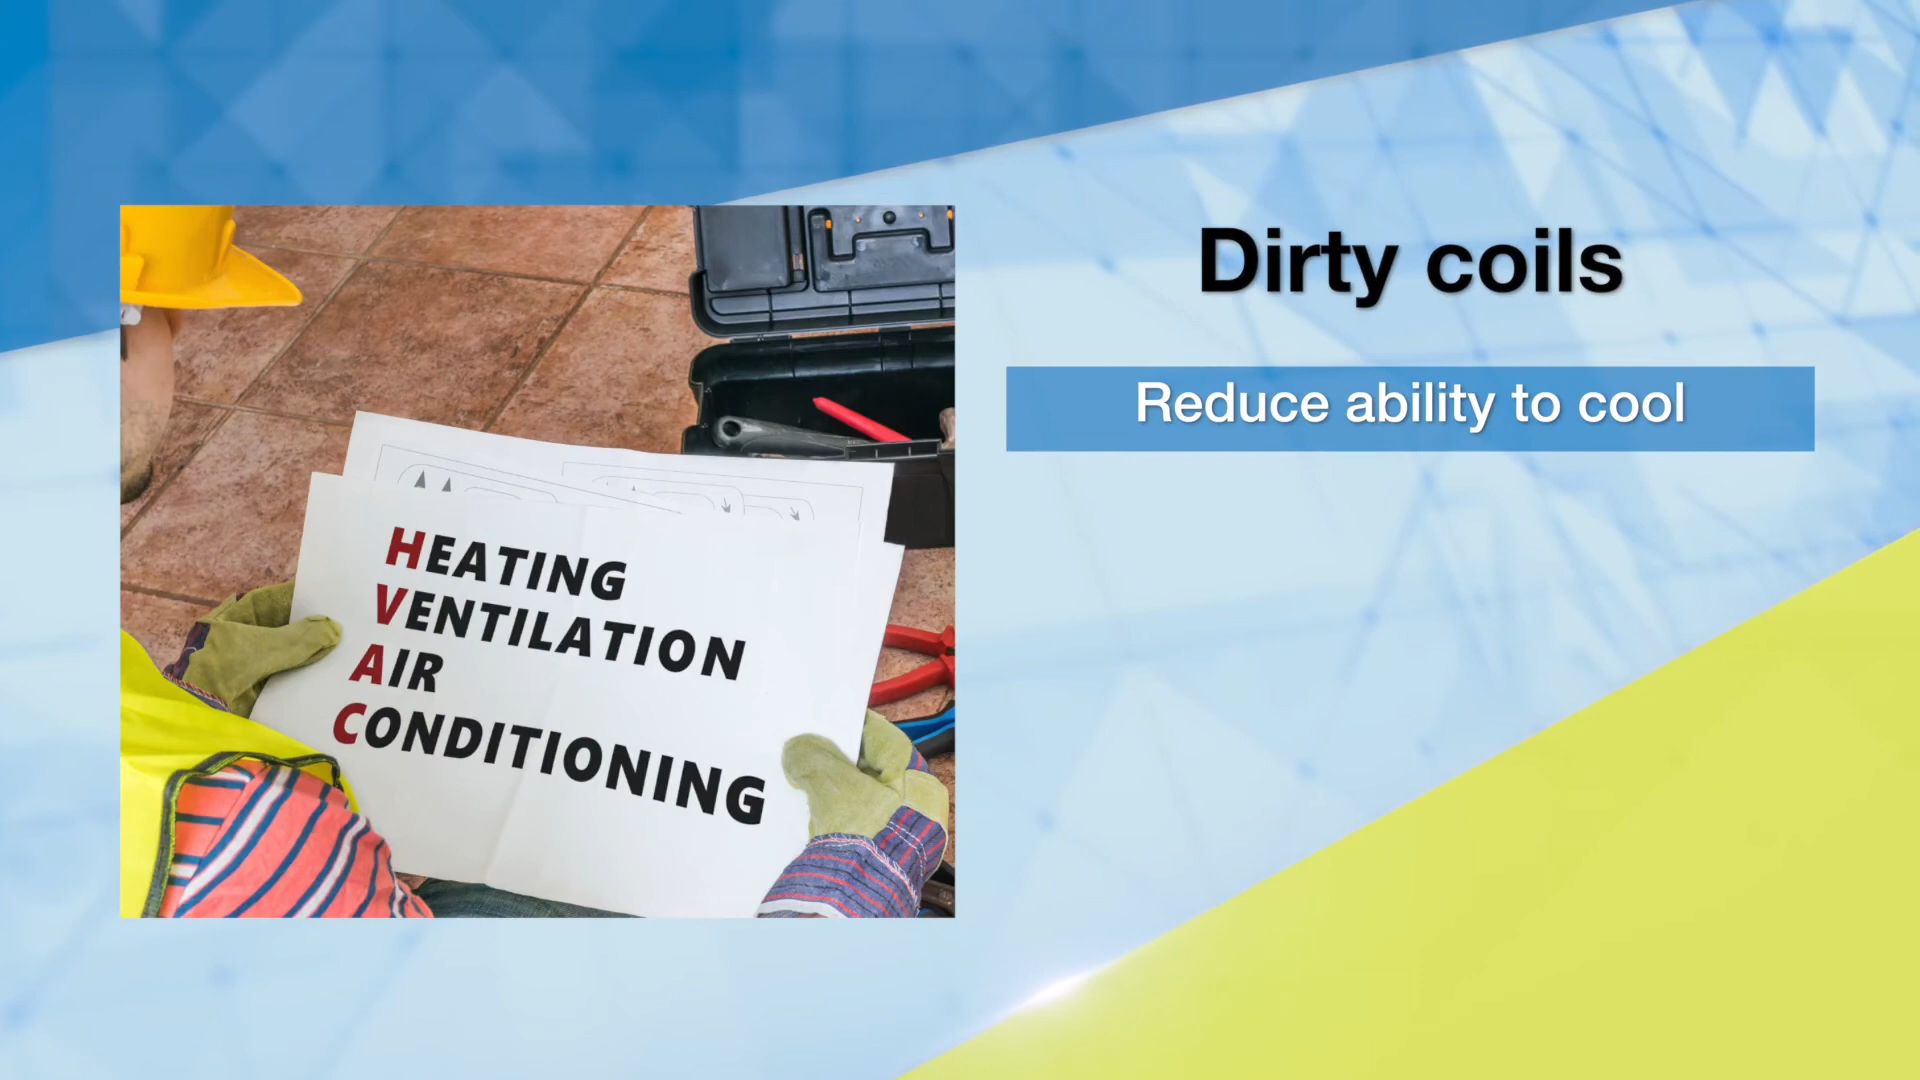 Dirty coils
Reduce ability to cool
HEATING
VENTILATION
AIR
CONDITIONING